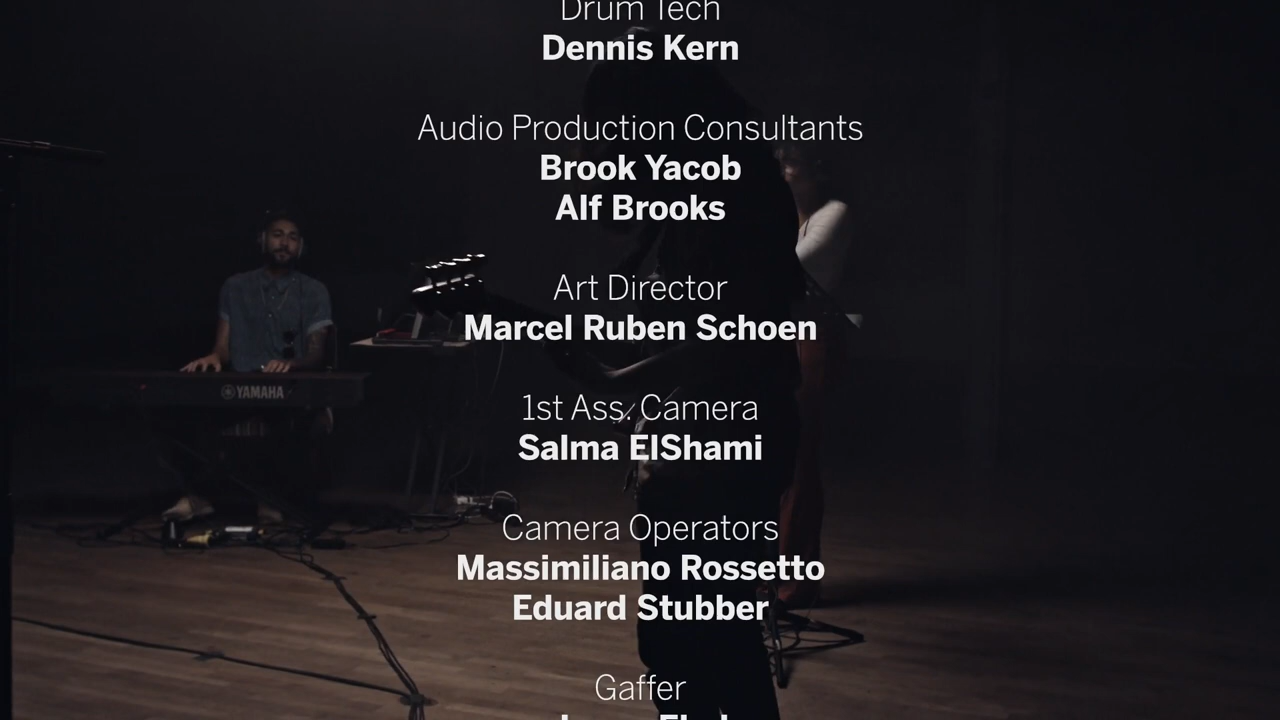 Drum Tech
Dennis Kern
Audio Production Consultants
Brook Yacob
Alf Brooks
Art Director
Marcel Ruben Schoen
1st Ass. Camera
Salma ElShami
YAMAHA
Camera Operators
Massimiliano Rossetto
Eduard Stubber
Gaffer